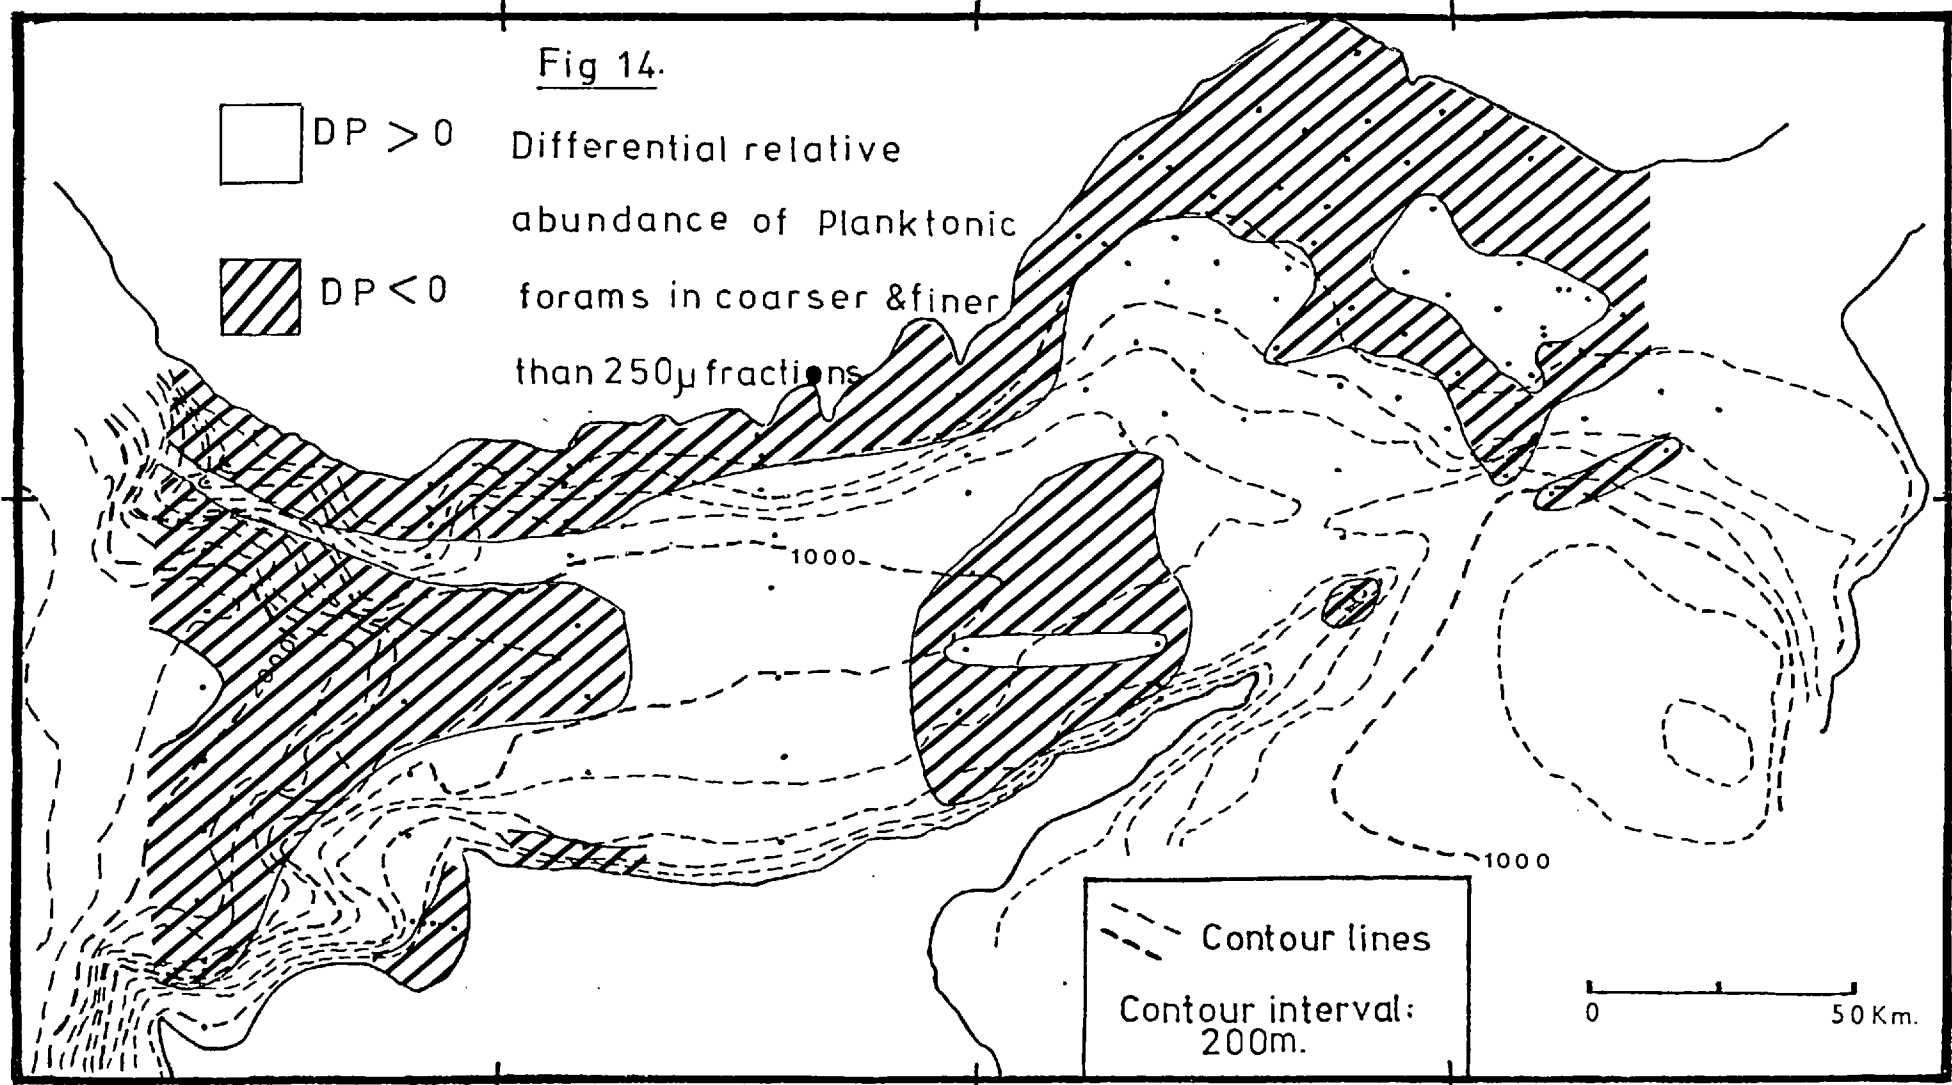 Fig 14.
DP > 0
DP < 0
Differential relative
abundance of Planktonic
forams in coarser & finer
than 250µ fractions
1000
1000
Contour lines
Contour interval:
200m.
0 50 Km.